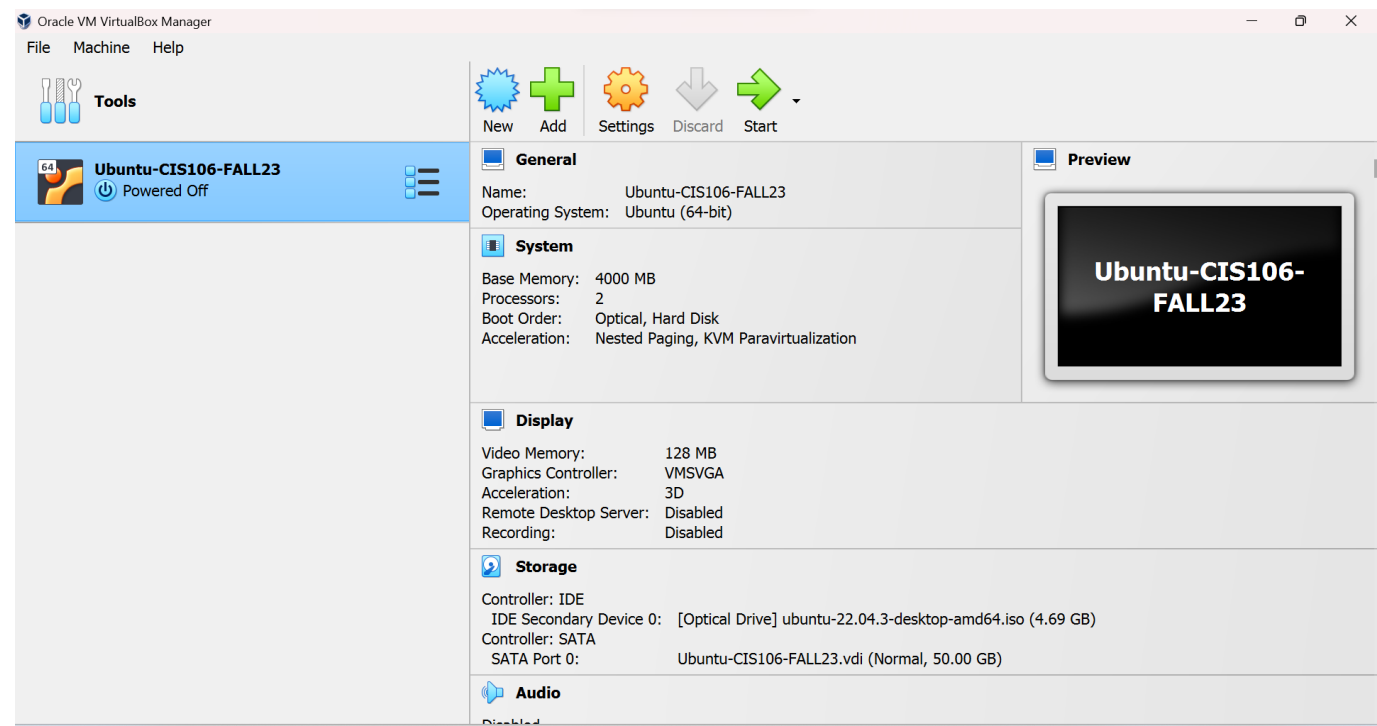 Oracle VM VirtualBox Manager
File Machine Help
Tools
New Add Settings Discard Start
64
Ubuntu-CIS106-FALL23
Powered Off
General
Name: Ubuntu-CIS106-FALL23
Operating System: Ubuntu (64-bit)
System
Base Memory: 4000 MB
Processors: 2
Boot Order: Optical, Hard Disk
Acceleration: Nested Paging, KVM Paravirtualization
Preview
Ubuntu-CIS106-
FALL23
Display
Video Memory: 128 MB
Graphics Controller: VMSVGA
Acceleration: 3D
Remote Desktop Server: Disabled
Recording: Disabled
Storage
Controller: IDE
IDE Secondary Device 0: [Optical Drive] ubuntu-22.04.3-desktop-amd64.iso (4.69 GB)
Controller: SATA
SATA Port 0: Ubuntu-CIS106-FALL23.vdi (Normal, 50.00 GB)
Audio
Disabled